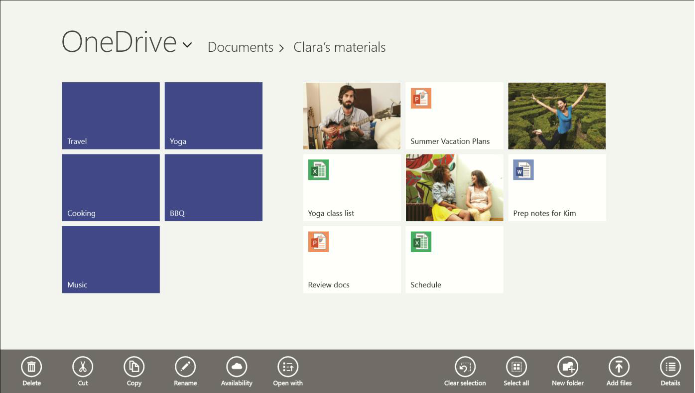 OneDrive
Documents > Clara's materials
Travel
Yoga
Cooking
BBQ
Music
Summer Vacation Plans
Yoga class list
Prep notes for Kim
Review docs
Schedule
Delete
Cut
Copy
Rename
Availability
Open with
Clear selection
Select all
New folder
Add files
Details